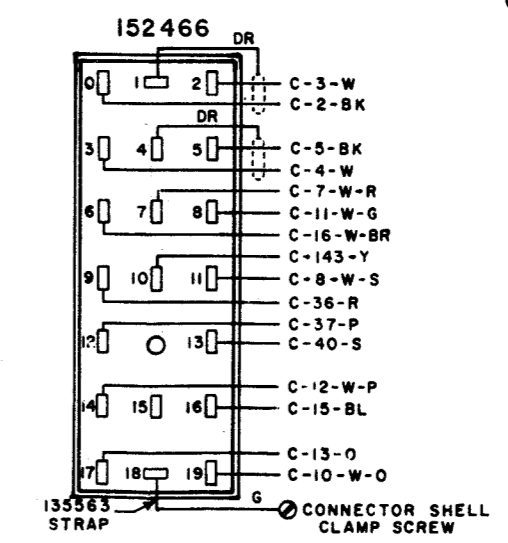 152466
DR
0 1 2 C-3-W
C-2-BK
DR
3 4 5 C-5-BK
C-4-W
C-7-W-R
6 7 8 C-11-W-G
C-16-W-BR
C-143-Y
9 10 11 C-8-W-S
C-36-R
C-37-P
12 13 C-40-S
C-12-W-P
14 15 16 C-15-BL
C-13-O
17 18 19 C-10-W-O
G
135563
STRAP
CONNECTOR SHELL
CLAMP SCREW